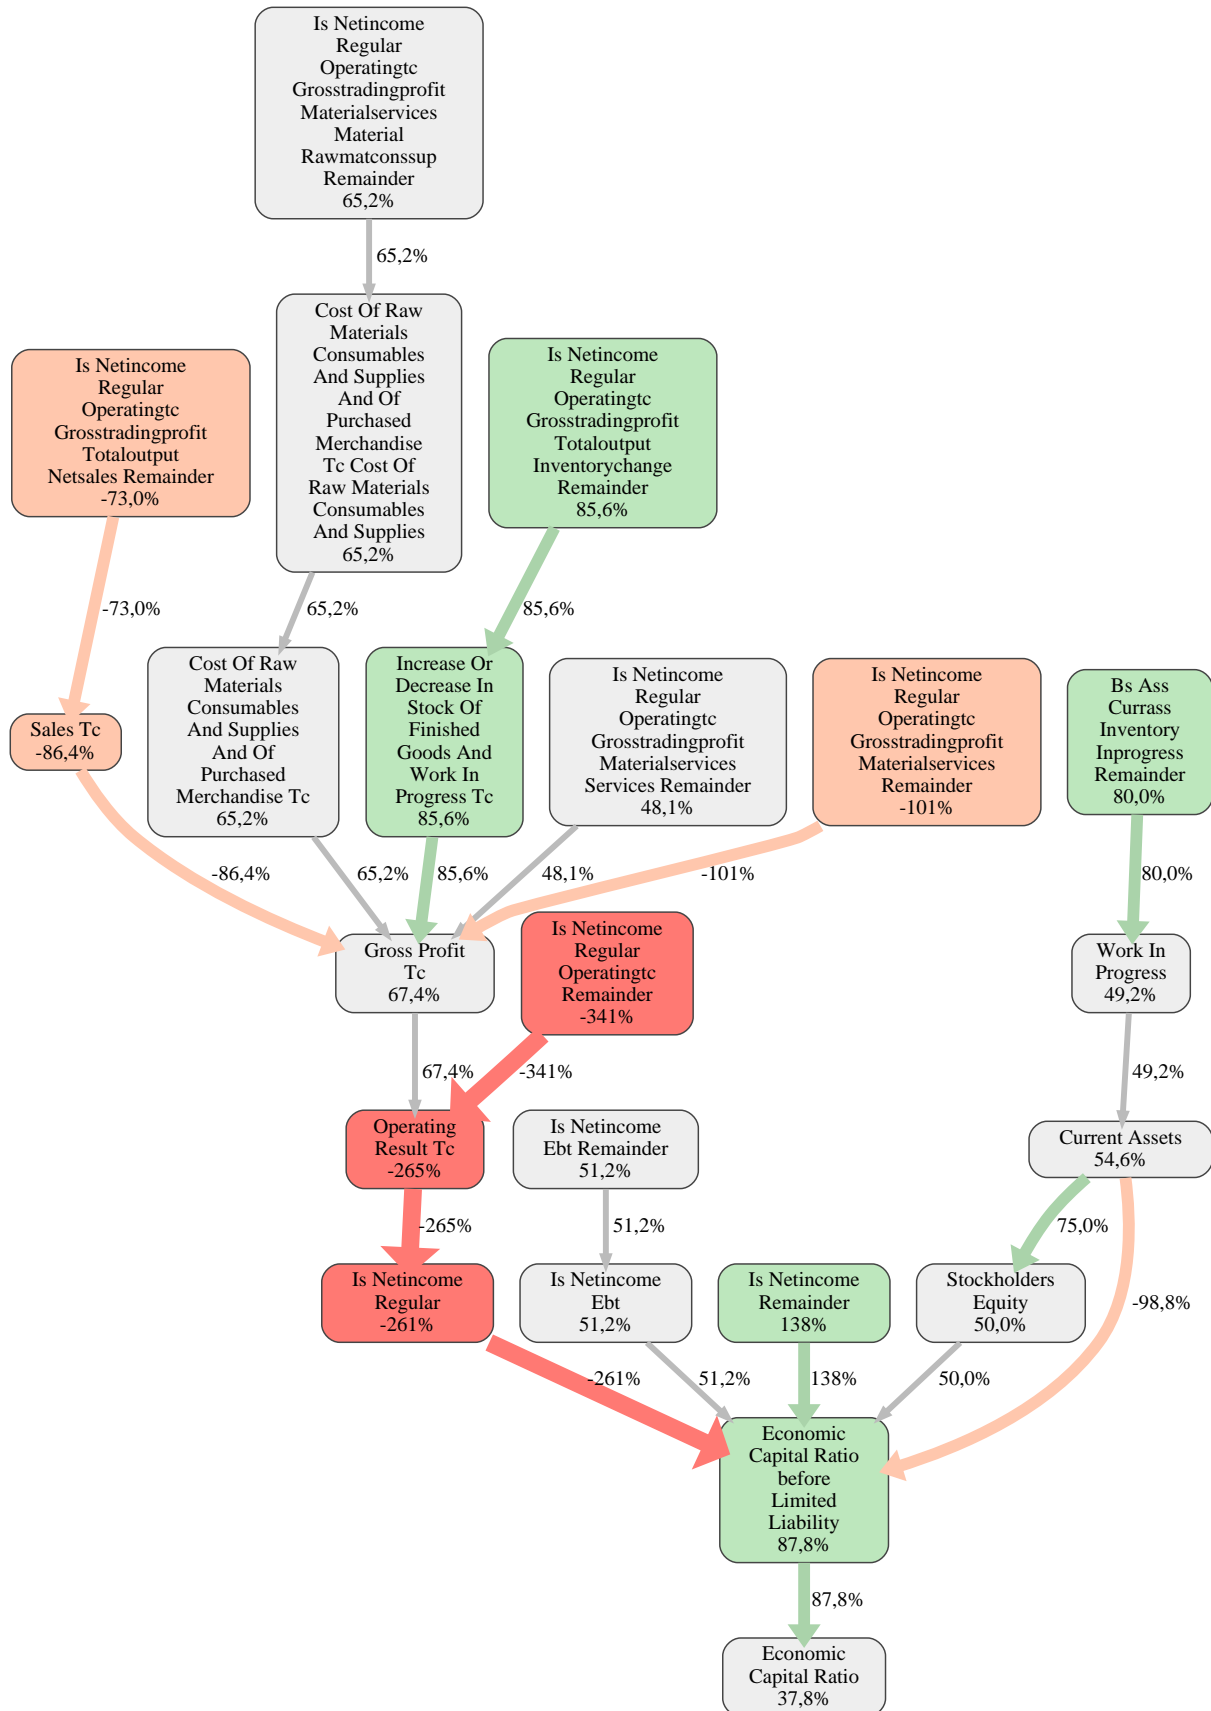 Is Netincome
Regular
Operatingtc
Grosstradingprofit
Materialservices
Material
Rawmatconssup
Remainder
65,2%
65,2%
Cost Of Raw
Materials
Consumables
And Supplies
And Of
Purchased
Merchandise
Tc Cost Of
Raw Materials
Consumables
And Supplies
65,2%
Is Netincome
Regular
Operatingtc
Grosstradingprofit
Totaloutput
Netsales Remainder
-73,0%
Is Netincome
Regular
Operatingtc
Grosstradingprofit
Totaloutput
Inventorychange
Remainder
85,6%
-73,0%
65,2%
85,6%
Sales Tc
-86,4%
Cost Of Raw
Materials
Consumables
And Supplies
And Of
Purchased
Merchandise Tc
65,2%
Increase Or
Decrease In
Stock Of
Finished
Goods And
Work In
Progress Tc
85,6%
Is Netincome
Regular
Operatingtc
Grosstradingprofit
Materialservices
Services Remainder
48,1%
Is Netincome
Regular
Operatingtc
Grosstradingprofit
Materialservices
Remainder
-101%
Bs Ass
Currass
Inventory
Inprogress
Remainder
80,0%
-86,4%
65,2%
85,6%
48,1%
-101%
80,0%
Gross Profit
Tc
67,4%
Is Netincome
Regular
Operatingtc
Remainder
-341%
Work In
Progress
49,2%
67,4%
-341%
49,2%
Operating
Result Tc
-265%
Is Netincome
Ebt Remainder
51,2%
Current Assets
54,6%
-265%
51,2%
75,0%
-98,8%
Is Netincome
Regular
-261%
Is Netincome
Ebt
51,2%
Is Netincome
Remainder
138%
Stockholders
Equity
50,0%
-261%
51,2%
138%
50,0%
Economic
Capital Ratio
before
Limited
Liability
87,8%
87,8%
Economic
Capital Ratio
37,8%